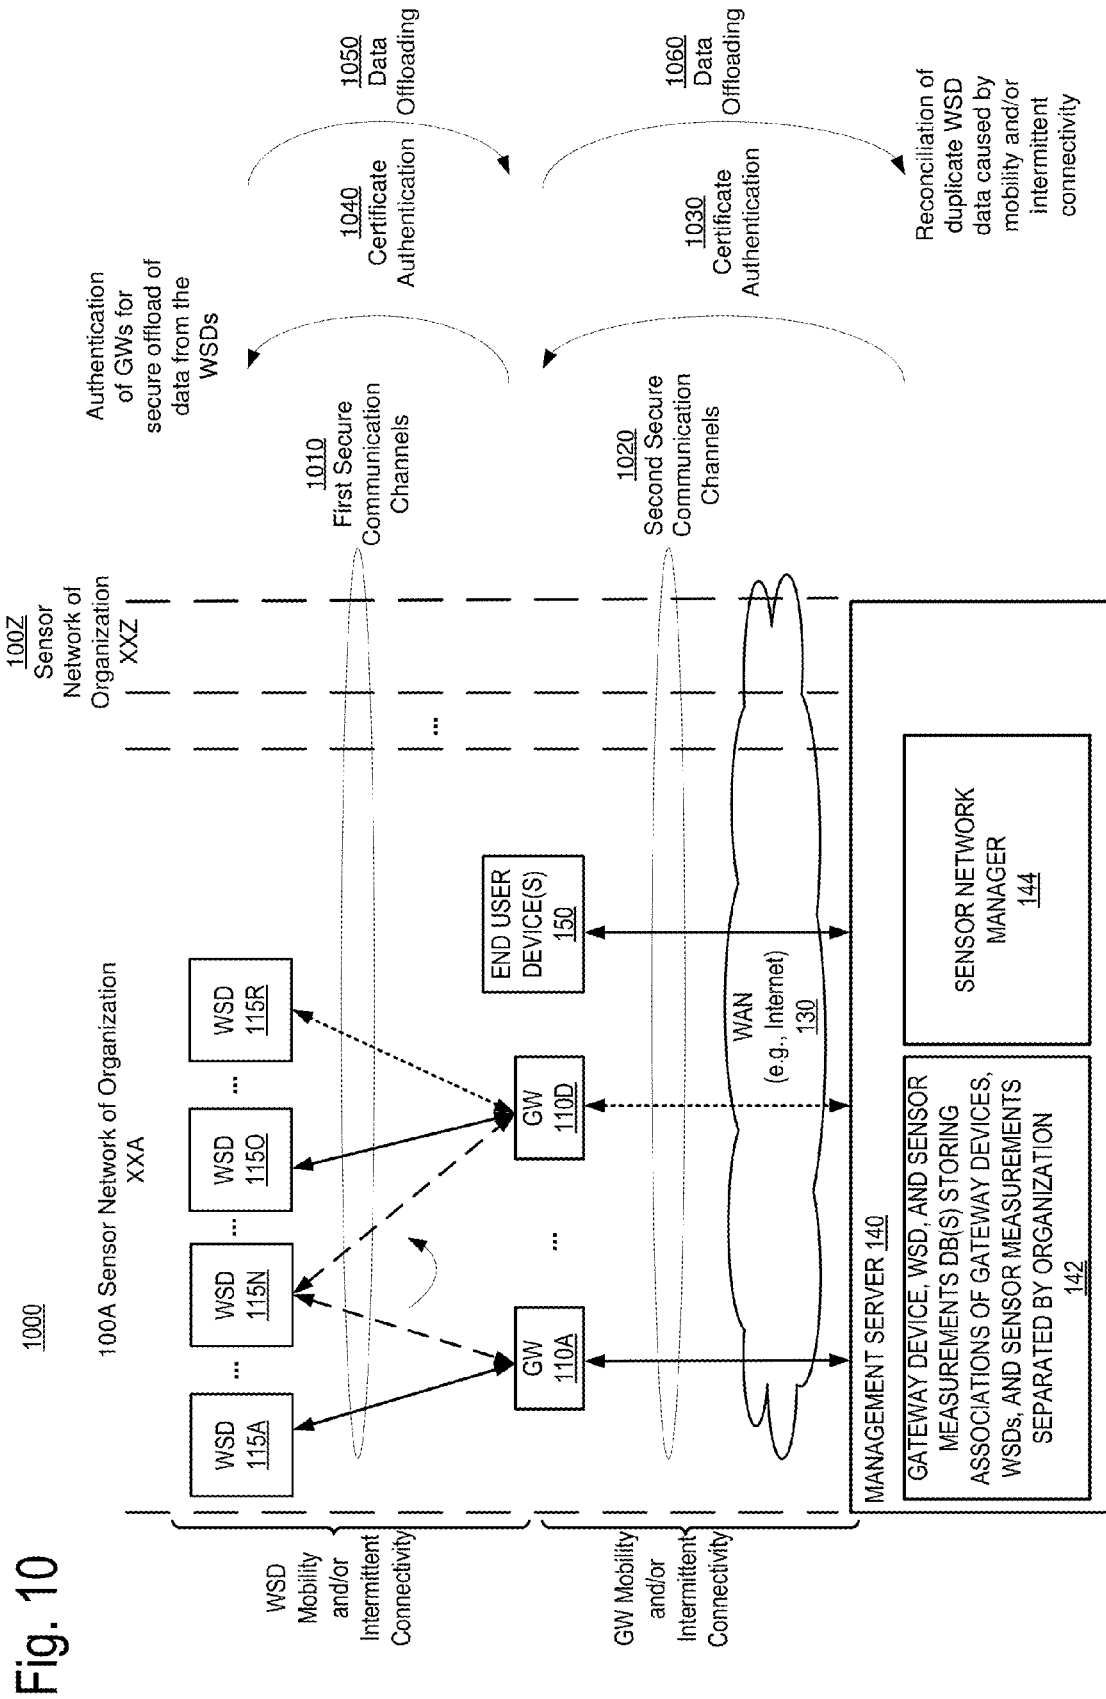 Fig. 10
1000
100A Sensor Network of Organization
XXA
100Z
Sensor
Network of
Organization
XXZ
WSD
Mobility
and/or
Intermittent
Connectivity
WSD
115A
...
WSD
115N
...
WSD
115O
...
WSD
115R
...
1010
First Secure
Communication
Channels
Authentication
of GWs for
secure offload of
data from the
WSDs
1040
Certificate
Authentication
1050
Data
Offloading
GW Mobility
and/or
Intermittent
Connectivity
GW
110A
...
GW
110D
END USER
DEVICE(S)
150
1020
Second Secure
Communication
Channels
1030
Certificate
Authentication
1060
Data
Offloading
WAN
(e.g., Internet)
130
Reconciliation of
duplicate WSD
data caused by
mobility and/or
intermittent
connectivity
MANAGEMENT SERVER 140
GATEWAY DEVICE, WSD, AND SENSOR
MEASUREMENTS DB(S) STORING
ASSOCIATIONS OF GATEWAY DEVICES,
WSDs, AND SENSOR MEASUREMENTS
SEPARATED BY ORGANIZATION
142
SENSOR NETWORK
MANAGER
144